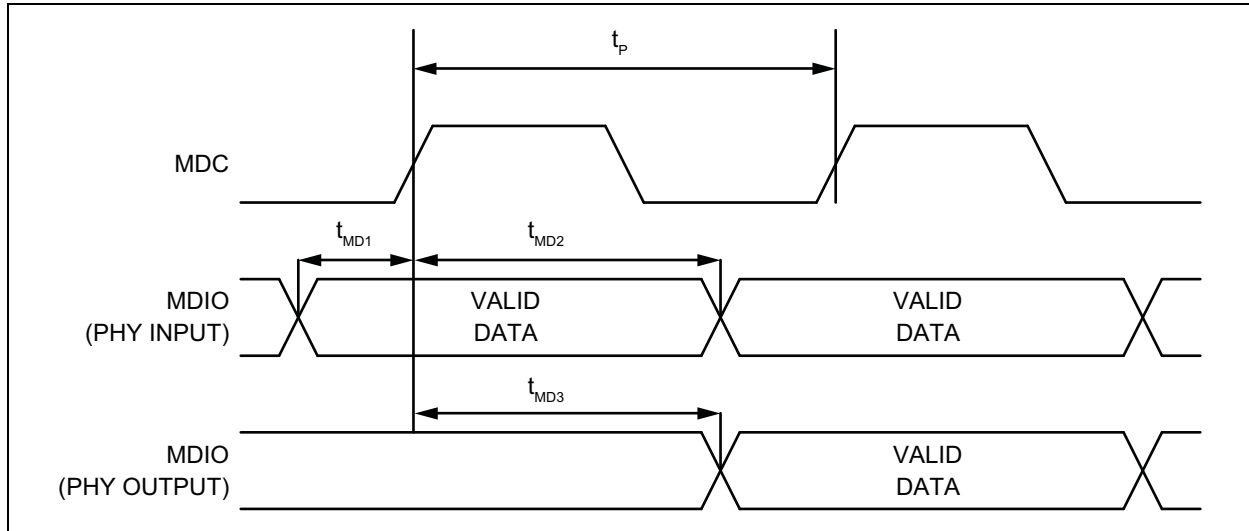 tP
MDC
tMD1
tMD2
MDIO
(PHY INPUT)
VALID
DATA
VALID
DATA
tMD3
MDIO
(PHY OUTPUT)
VALID
DATA